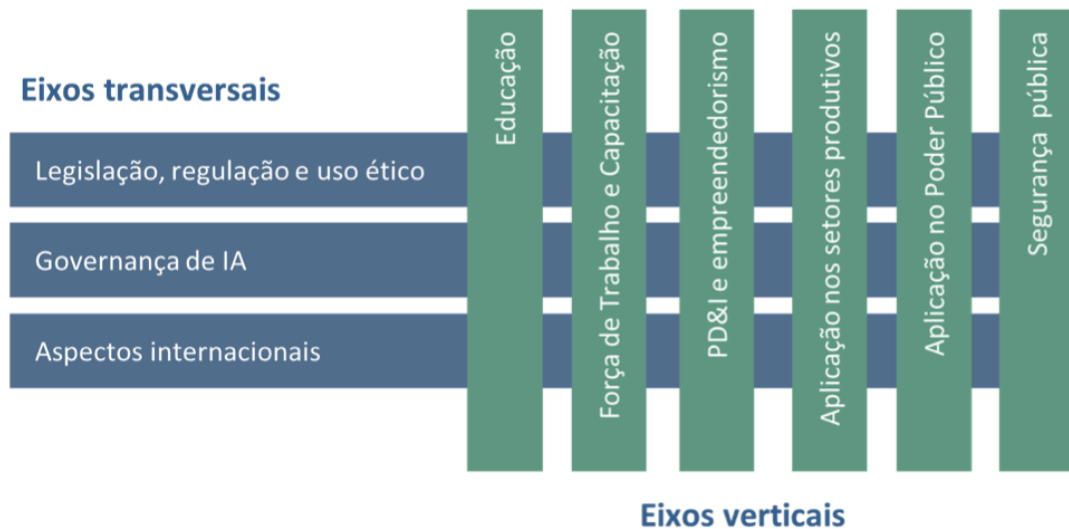 Eixos transversais
Legislação, regulação e uso ético
Governança de IA
Aspectos internacionais
Educação
Força de Trabalho e Capacitação
PD&I e empreendedorismo
Aplicação nos setores produtivos
Aplicação no Poder Público
Segurança pública
Eixos verticais